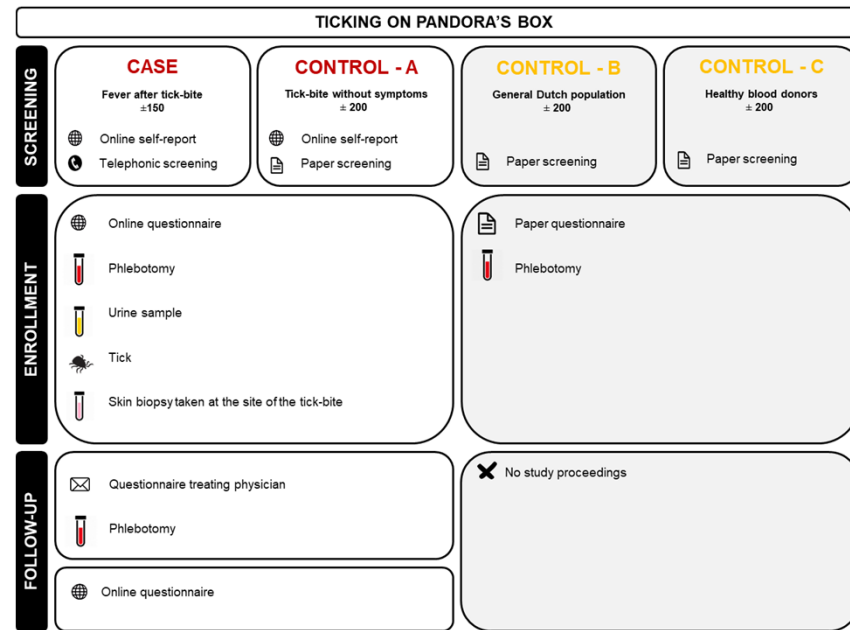 TICKING ON PANDORA'S BOX
SCREENING
CASE
Fever after tick-bite
±150
Online self-report
Telephonic screening
CONTROL - A
Tick-bite without symptoms
± 200
Online self-report
Paper screening
CONTROL - B
General Dutch population
± 200
Paper screening
CONTROL - C
Healthy blood donors
± 200
Paper screening
ENROLLMENT
Online questionnaire
Phlebotomy
Urine sample
Tick
Skin biopsy taken at the site of the tick-bite
Paper questionnaire
Phlebotomy
FOLLOW-UP
Questionnaire treating physician
Phlebotomy
Online questionnaire
No study proceedings